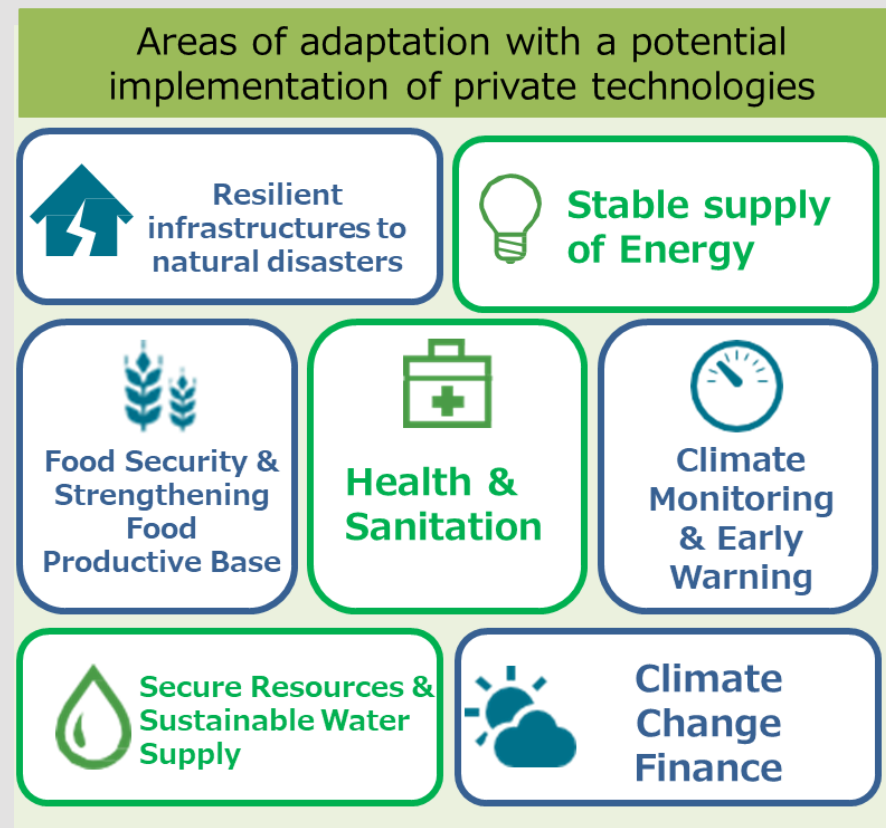 Areas of adaptation with a potential
implementation of private technologies
Resilient
infrastructures to
natural disasters
Stable supply
of Energy
Food Security &
Strengthening
Food
Productive Base
Health &
Sanitation
Climate
Monitoring
& Early
Warning
Secure Resources &
Sustainable Water
Supply
Climate
Change
Finance